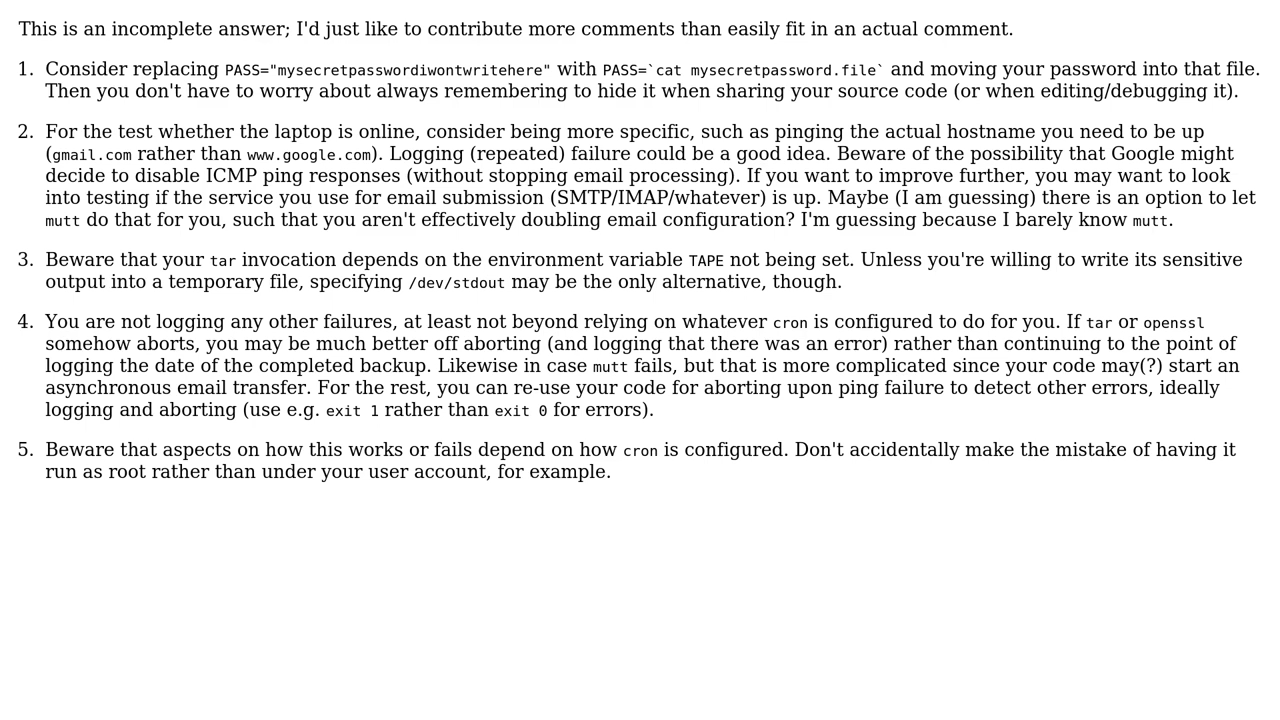 This is an incomplete answer; I'd just like to contribute more comments than easily fit in an actual comment.
1. Consider replacing PASS="mysecretpasswordiwontwritehere" with PASS=`cat mysecretpassword.file` and moving your password into that file.
Then you don't have to worry about always remembering to hide it when sharing your source code (or when editing/debugging it).
2. For the test whether the laptop is online, consider being more specific, such as pinging the actual hostname you need to be up
(gmail.com rather than www.google.com). Logging (repeated) failure could be a good idea. Beware of the possibility that Google might
decide to disable ICMP ping responses (without stopping email processing). If you want to improve further, you may want to look
into testing if the service you use for email submission (SMTP/IMAP/whatever) is up. Maybe (I am guessing) there is an option to let
mutt do that for you, such that you aren't effectively doubling email configuration? I'm guessing because I barely know mutt.
3. Beware that your tar invocation depends on the environment variable TAPE not being set. Unless you're willing to write its sensitive
output into a temporary file, specifying /dev/stdout may be the only alternative, though.
4. You are not logging any other failures, at least not beyond relying on whatever cron is configured to do for you. If tar or openssl
somehow aborts, you may be much better off aborting (and logging that there was an error) rather than continuing to the point of
logging the date of the completed backup. Likewise in case mutt fails, but that is more complicated since your code may(?) start an
asynchronous email transfer. For the rest, you can re-use your code for aborting upon ping failure to detect other errors, ideally
logging and aborting (use e.g. exit 1 rather than exit 0 for errors).
5. Beware that aspects on how this works or fails depend on how cron is configured. Don't accidentally make the mistake of having it
run as root rather than under your user account, for example.